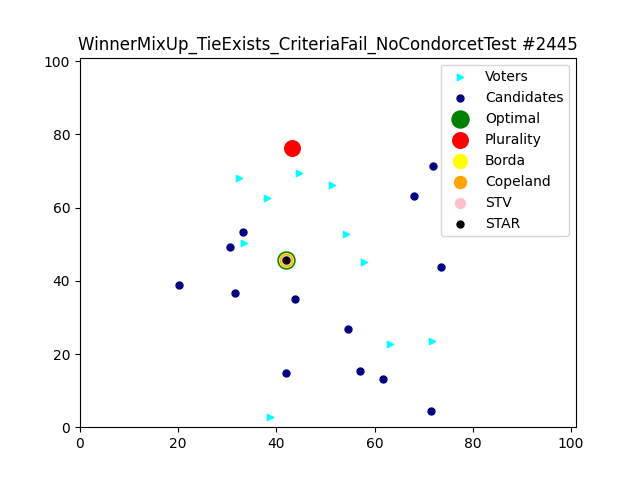 WinnerMixUp_TieExists_CriteriaFail_NoCondorcetTest #2445
100
80
60
40
20
0
0 20 40 60 80 100
Voters
Candidates
Optimal
Plurality
Borda
Copeland
STV
STAR